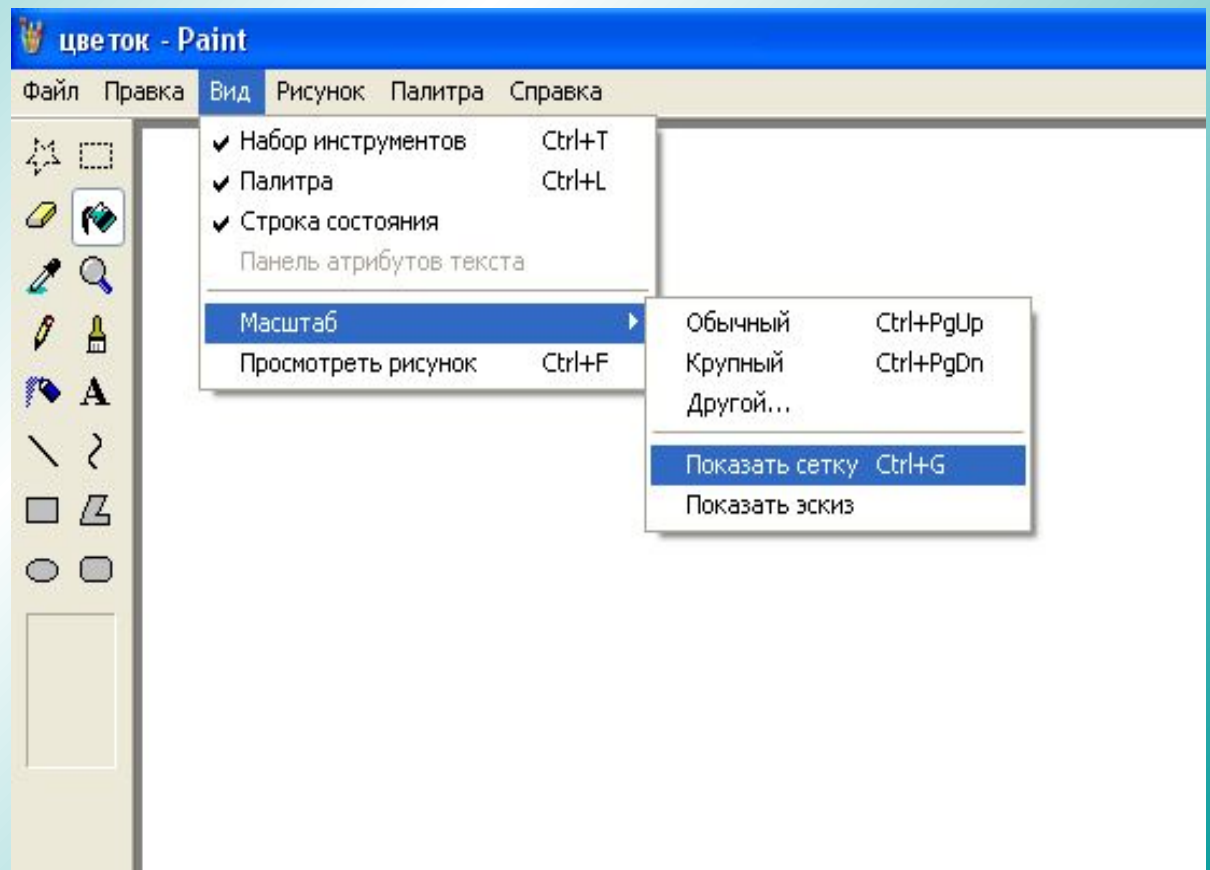 цветок - Paint
Файл Правка Вид Рисунок Палитра Справка
Набор инструментов Ctrl+T
Палитра Ctrl+L
Строка состояния
Панель атрибутов текста
Масштаб
Просмотреть рисунок Ctrl+F
Обычный Ctrl+PgUp
Крупный Ctrl+PgDn
Другой...
Показать сетку Ctrl+G
Показать эскиз
A